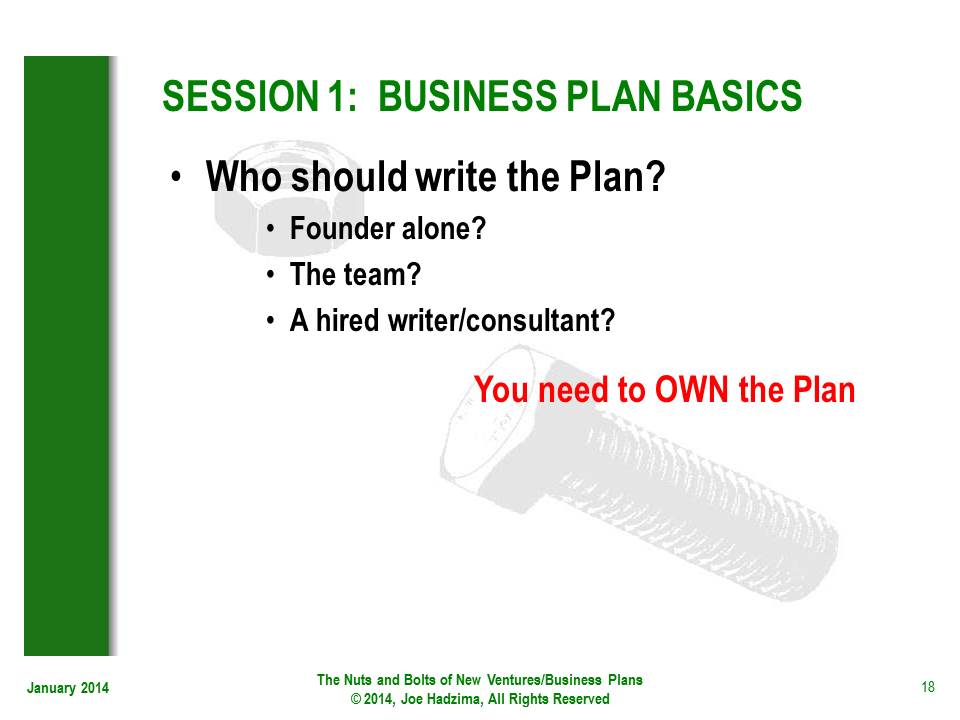 SESSION 1: BUSINESS PLAN BASICS
• Who should write the Plan?
• Founder alone?
• The team?
• A hired writer/consultant?
You need to OWN the Plan
January 2014
The Nuts and Bolts of New Ventures/Business Plans
© 2014, Joe Hadzima, All Rights Reserved
18